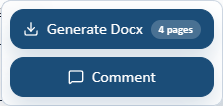 Generate Docx 4 pages
Comment